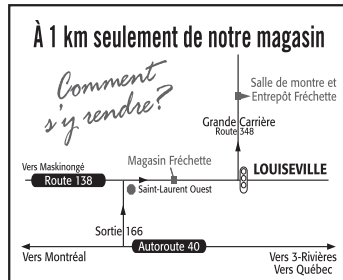 À 1 km seulement de notre magasin
Comment
s'y rendre?
Salle de montre et
Entrepôt Fréchette
Grande Carrière
Route 348
Vers Maskinongé
Magasin Fréchette
LOUISEVILLE
Route 138
Saint-Laurent Ouest
Sortie 166
Autoroute 40
Vers Montréal
Vers 3-Rivières
Vers Québec